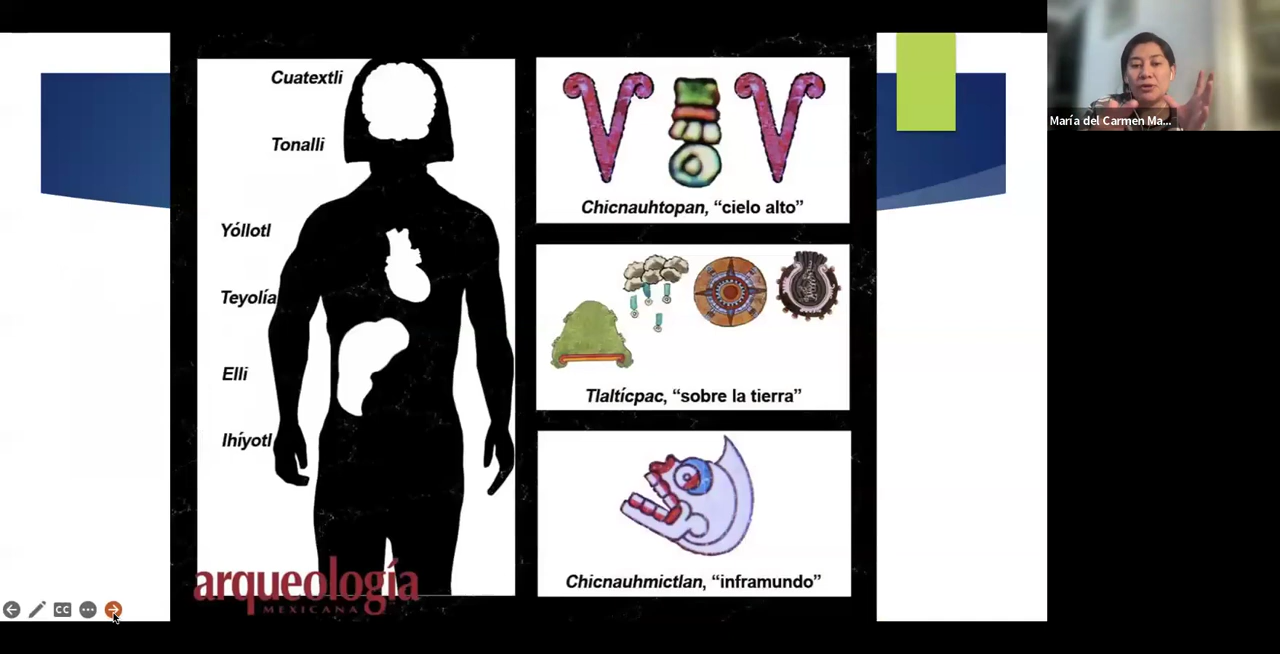 Cuatextli
Tonalli
Yóllotl
Teyolía
Elli
Ihíyotl
arqueología
MEXICANA
Chicnauhtopan, “cielo alto”
Tlaltícpac, “sobre la tierra”
Chicnauhmictlan, “inframundo”
CC
María del Carmen Ma...